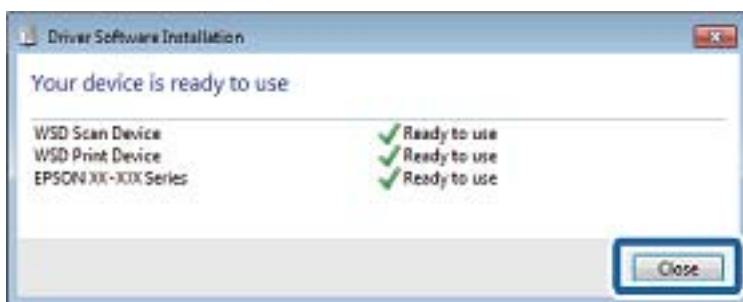 Driver Software Installation
Your device is ready to use
WSD Scan Device Ready to use
WSD Print Device Ready to use
EPSON XX-XXX Series Ready to use
Close